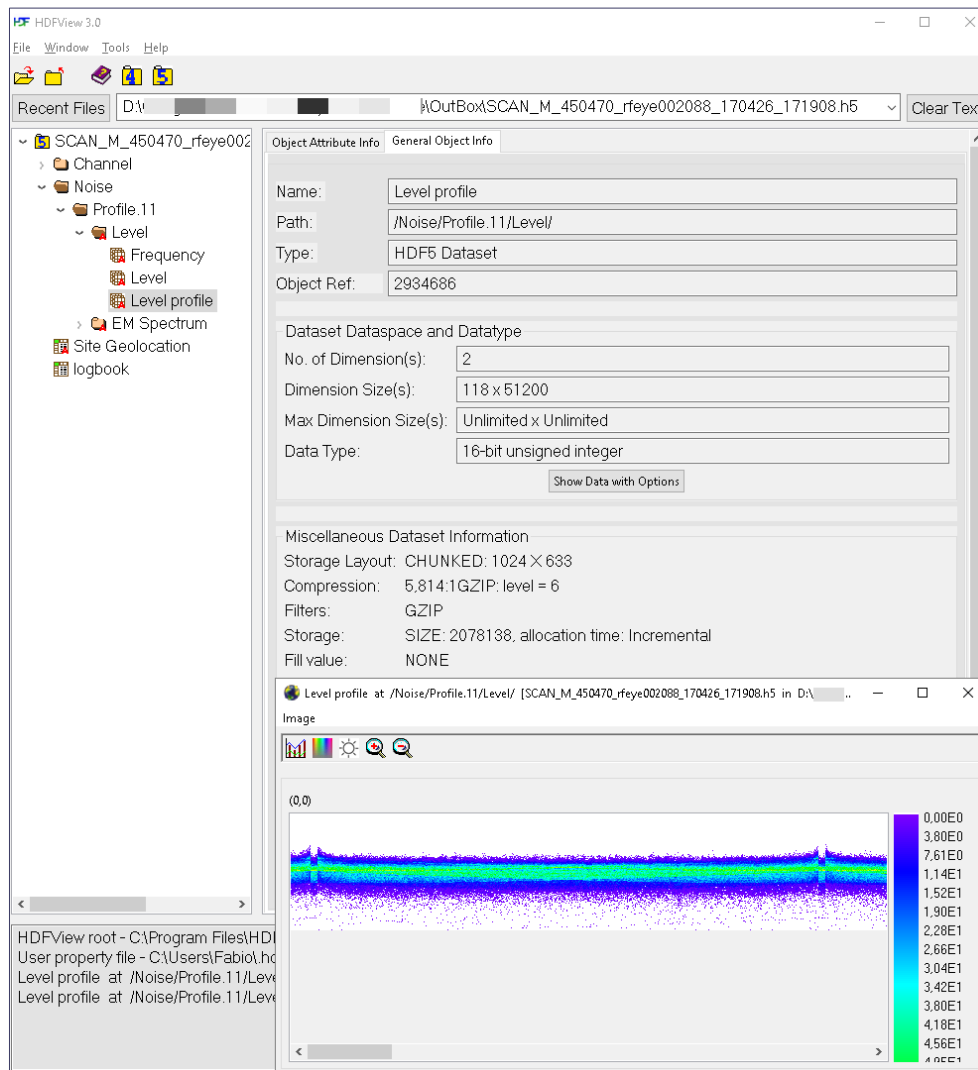 HDFView 3.0
File Window Tools Help
Recent Files D:\ \OutBox\SCAN_M_450470_rfeye002088_170426_171908.h5 Clear Tex
SCAN_M_450470_rfeye002
Channel
Noise
Profile.11
Level
Frequency
Level
Level profile
EM Spectrum
Site Geolocation
logbook
Object Attribute Info General Object Info
Name: Level profile
Path: /Noise/Profile.11/Level/
Type: HDF5 Dataset
Object Ref: 2934686
Dataset Dataspace and Datatype
No. of Dimension(s): 2
Dimension Size(s): 118 x 51200
Max Dimension Size(s): Unlimited x Unlimited
Data Type: 16-bit unsigned integer
Show Data with Options
Miscellaneous Dataset Information
Storage Layout: CHUNKED: 1024 X 633
Compression: 5,814:1GZIP: level = 6
Filters: GZIP
Storage: SIZE: 2078138, allocation time: Incremental
Fill value: NONE
Level profile at /Noise/Profile.11/Level/ [SCAN_M_450470_rfeye002088_170426_171908.h5 in D:\ ..
Image
(0,0)
0,00E0
3,80E0
7,61E0
1,14E1
1,52E1
1,90E1
2,28E1
2,66E1
3,04E1
3,42E1
3,80E1
4,18E1
4,56E1
4,95E1
HDFView root - C:\Program Files\HDF
User property file - C:\Users\Fabio\.hd
Level profile at /Noise/Profile.11/Leve
Level profile at /Noise/Profile.11/Leve